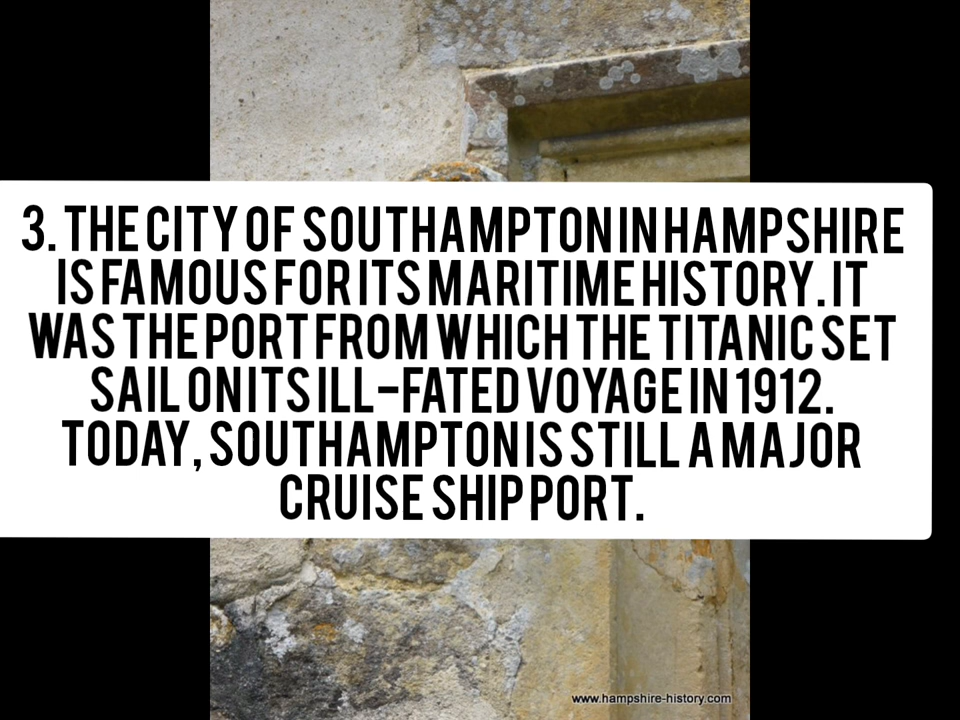 3. THE CITY OF SOUTHAMPTON IN HAMPSHIRE
IS FAMOUS FOR ITS MARITIME HISTORY. IT
WAS THE PORT FROM WHICH THE TITANIC SET
SAIL ON ITS ILL-FATED VOYAGE IN 1912.
TODAY, SOUTHAMPTON IS STILL A MAJOR
CRUISE SHIP PORT.
www.hampshire-history.com